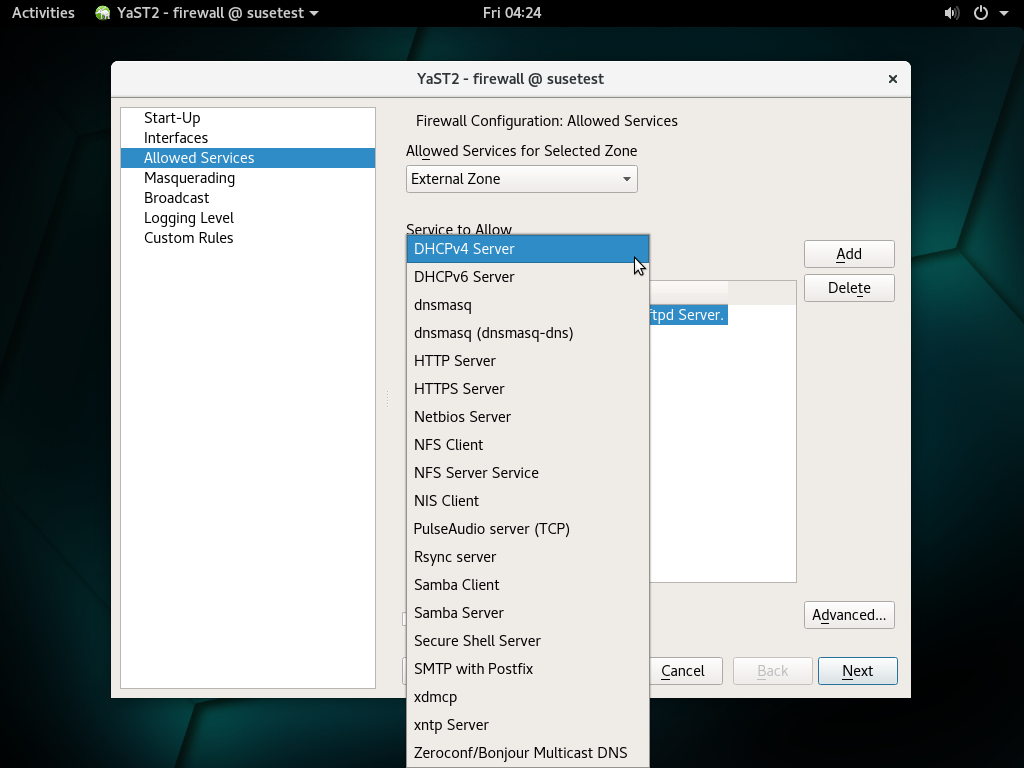 Activities
YaST2 - firewall @ susetest
Fri 04:24
YaST2 - firewall @ susetest
Start-Up
Interfaces
Allowed Services
Masquerading
Broadcast
Logging Level
Custom Rules
Firewall Configuration: Allowed Services
Allowed Services for Selected Zone
External Zone
Service to Allow
DHCPv4 Server
DHCPv6 Server
dnsmasq
dnsmasq (dnsmasq-dns)
HTTP Server
HTTPS Server
Netbios Server
NFS Client
NFS Server Service
NIS Client
PulseAudio server (TCP)
Rsync server
Samba Client
Samba Server
Secure Shell Server
SMTP with Postfix
xdmcp
xntp Server
Zeroconf/Bonjour Multicast DNS
ftpd Server.
Add
Delete
Advanced...
Cancel
Back
Next